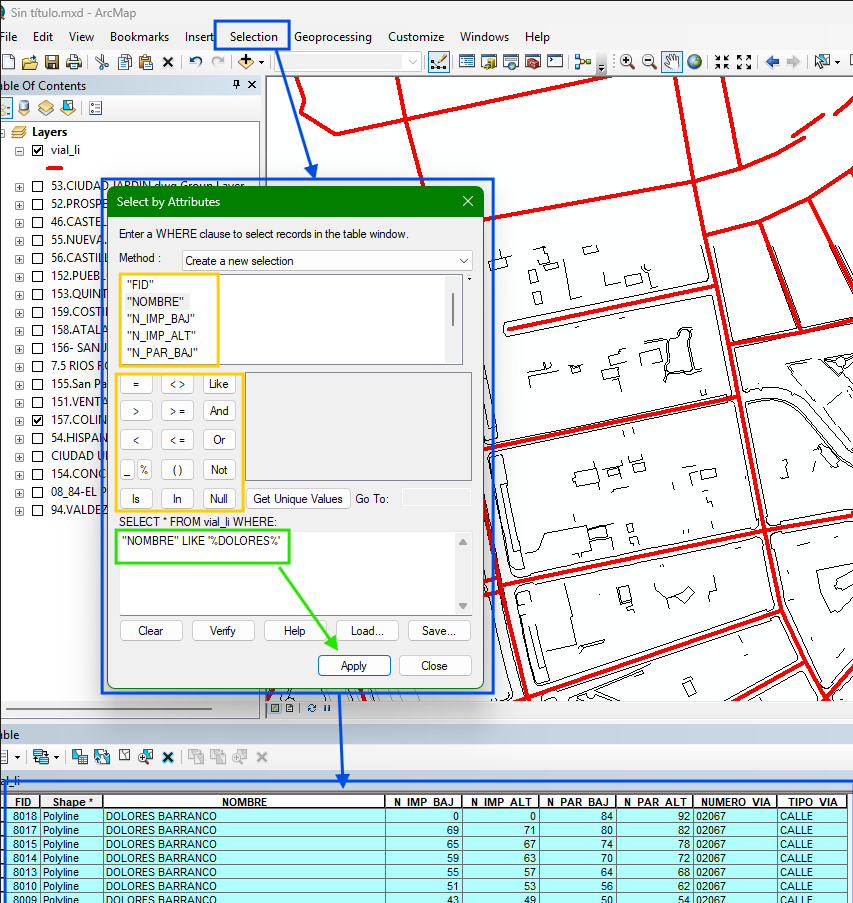 Sin título.mxd - ArcMap
File Edit View Bookmarks Insert Selection Geoprocessing Customize Windows Help
Table Of Contents
Layers
vial_li
53.CIUDAD JARDIN.dwg Group Layer
52.PROSPE
46.CASTEL
55.NUEVA.
56.CASTILL
152.PUEBL
153.QUINT
159.COSTI
158.ATALA
156- SANJ
7.5 RIOS RO
155.San Pa
151.VENTA
157.COLIN
54.HISPAN
CIUDAD U
154.CONC
08_84-EL P
94.VALDEZ
Select by Attributes
Enter a WHERE clause to select records in the table window.
Method : Create a new selection
"FID"
"NOMBRE"
"N_IMP_BAJ"
"N_IMP_ALT"
"N_PAR_BAJ"
= < > Like
> > = And
< < = Or
_ % ( ) Not
Is In Null Get Unique Values Go To:
SELECT * FROM vial_li WHERE:
"NOMBRE" LIKE '%DOLORES%'
Clear Verify Help Load... Save...
Apply Close
Table
vial_li
FID Shape * NOMBRE N_IMP_BAJ N_IMP_ALT N_PAR_BAJ N_PAR_ALT NUMERO_VIA TIPO_VIA
8018 Polyline DOLORES BARRANCO 0 0 84 92 02067 CALLE
8017 Polyline DOLORES BARRANCO 69 71 80 82 02067 CALLE
8015 Polyline DOLORES BARRANCO 65 67 74 78 02067 CALLE
8014 Polyline DOLORES BARRANCO 59 63 70 72 02067 CALLE
8013 Polyline DOLORES BARRANCO 55 57 64 68 02067 CALLE
8010 Polyline DOLORES BARRANCO 51 53 56 62 02067 CALLE
8009 Polyline DOLORES BARRANCO 43 49 50 54 02067 CALLE